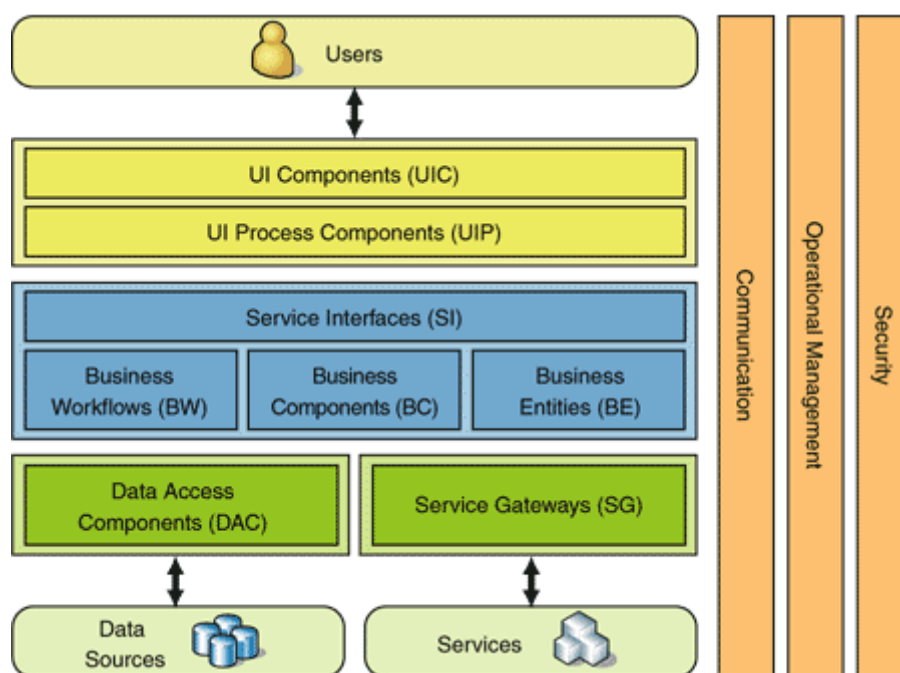 Users
UI Components (UIC)
UI Process Components (UIP)
Service Interfaces (SI)
Business
Workflows (BW)
Business
Components (BC)
Business
Entities (BE)
Data Access
Components (DAC)
Service Gateways (SG)
Data
Sources
Services
Communication
Operational Management
Security